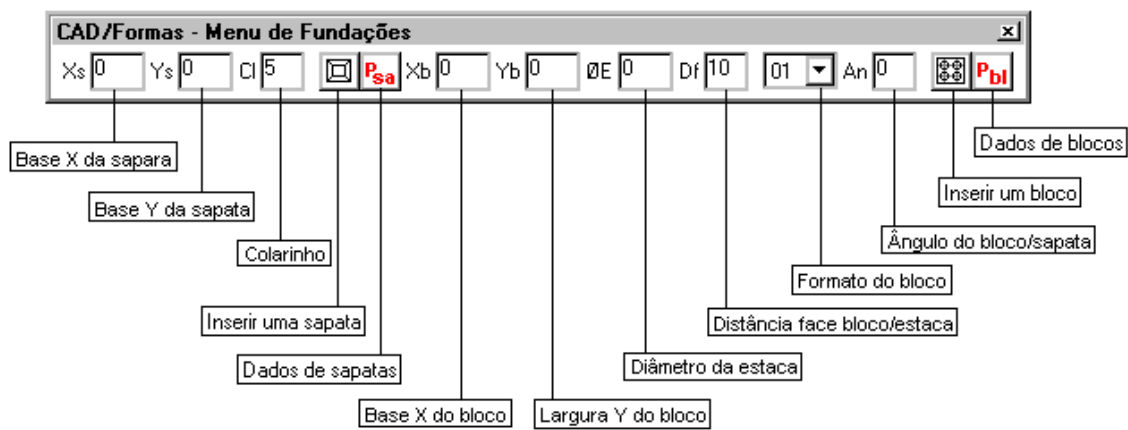 CAD/Formas - Menu de Fundações
Xs 0 Ys 0 Cl 5 Psa Xb 0 Yb 0 ØE 0 Df 10 01 An 0 Pbl
Dados de blocos
Base X da sapara
Inserir um bloco
Base Y da sapata
Ângulo do bloco/sapata
Colarinho
Formato do bloco
Inserir uma sapata
Distância face bloco/estaca
Dados de sapatas
Diâmetro da estaca
Base X do bloco
Largura Y do bloco